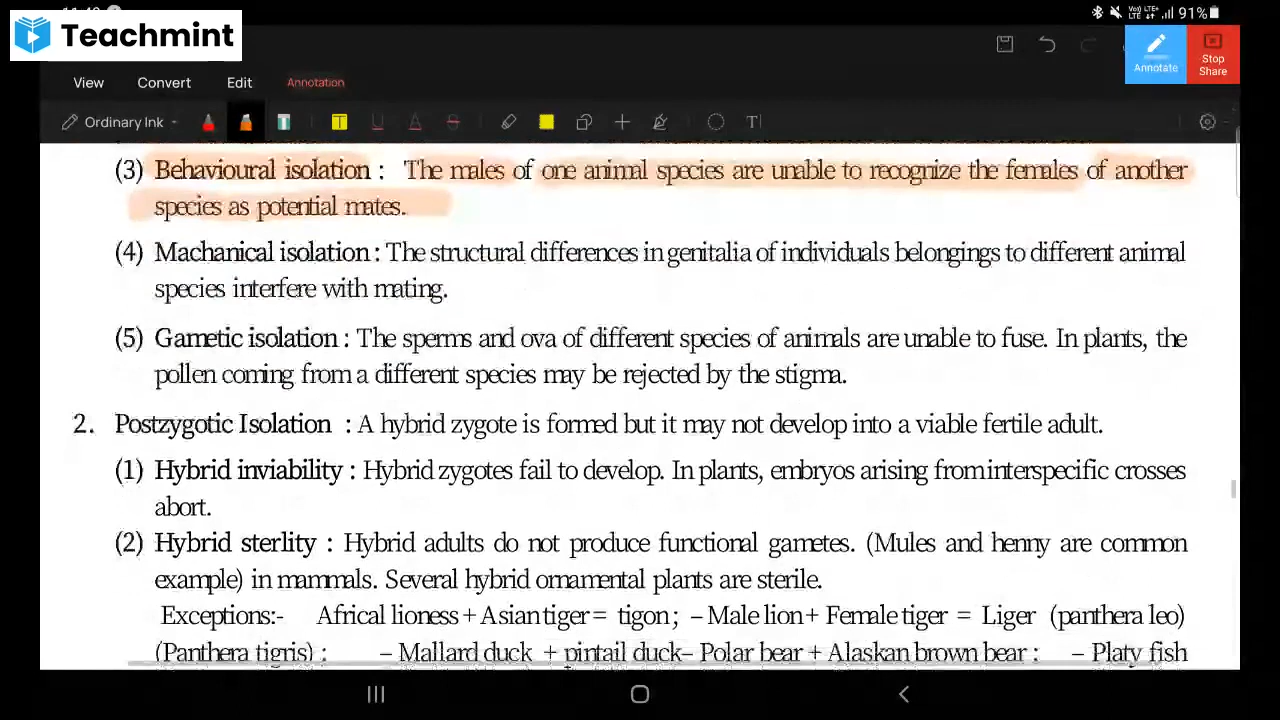 Teachmint
91%
Annotate
Stop
Share
View Convert Edit Annotation
Ordinary Ink
(3) Behavioural isolation : The males of one animal species are unable to recognize the females of another
species as potential mates.
(4) Machanical isolation : The structural differences in genitalia of individuals belongings to different animal
species interfere with mating.
(5) Gametic isolation : The sperms and ova of different species of animals are unable to fuse. In plants, the
pollen coming from a different species may be rejected by the stigma.
2. Postzygotic Isolation : A hybrid zygote is formed but it may not develop into a viable fertile adult.
(1) Hybrid inviability : Hybrid zygotes fail to develop. In plants, embryos arising from interspecific crosses
abort.
(2) Hybrid sterlity : Hybrid adults do not produce functional gametes. (Mules and henny are common
example) in mammals. Several hybrid ornamental plants are sterile.
Exceptions:- Africal lioness + Asian tiger = tigon ; – Male lion + Female tiger = Liger (panthera leo)
(Panthera tigris) ; – Mallard duck + pintail duck– Polar bear + Alaskan brown bear ; – Platy fish